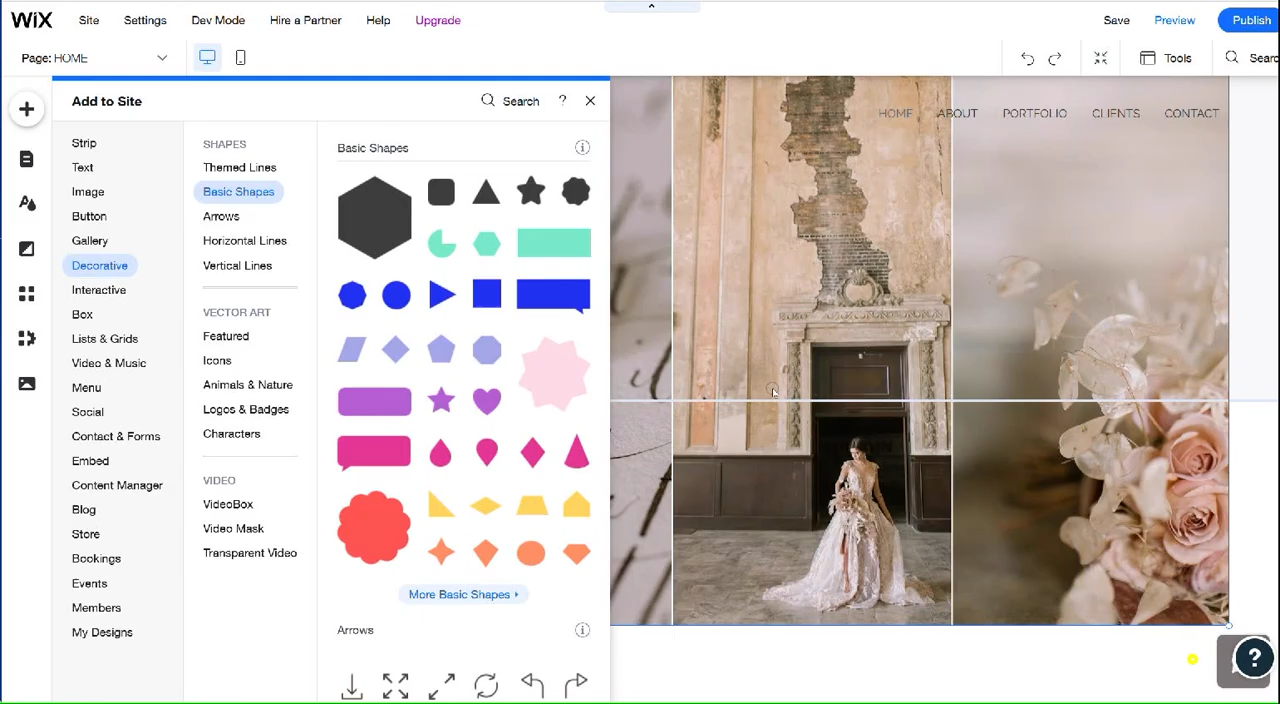 WiX
Site
Settings
Dev Mode
Hire a Partner
Help
Upgrade
Save
Preview
Publish
Page: HOME
Tools
Searc
Add to Site
Search
?
Strip
Text
Image
Button
Gallery
Decorative
Interactive
Box
Lists & Grids
Video & Music
Menu
Social
Contact & Forms
Embed
Content Manager
Blog
Store
Bookings
Events
Members
My Designs
SHAPES
Themed Lines
Basic Shapes
Arrows
Horizontal Lines
Vertical Lines
VECTOR ART
Featured
Icons
Animals & Nature
Logos & Badges
Characters
VIDEO
VideoBox
Video Mask
Transparent Video
Basic Shapes
More Basic Shapes
Arrows
HOME
ABOUT
PORTFOLIO
CLIENTS
CONTACT
?